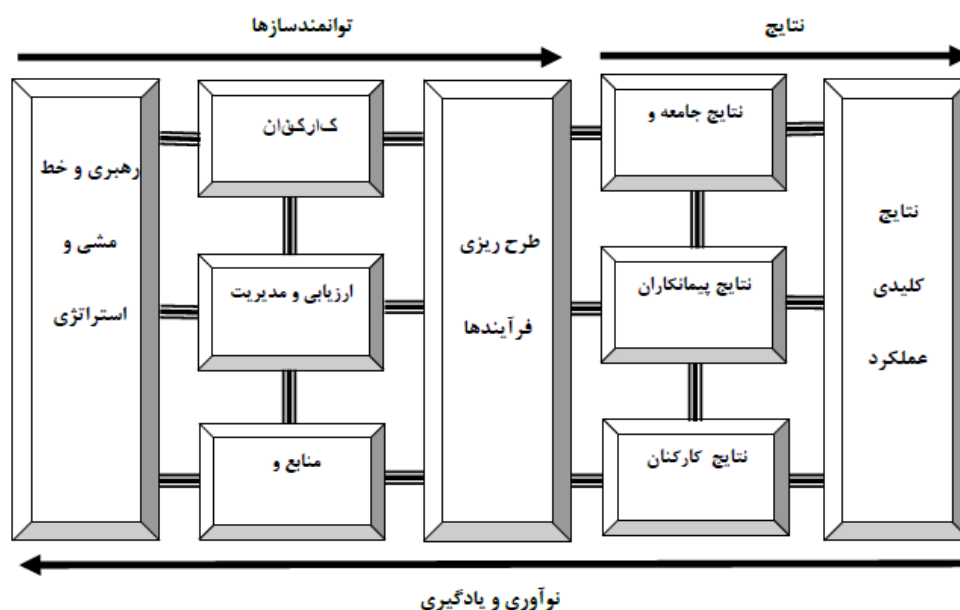 توانمندسازها
نتایج
رهبری و خط
مشی و
استراتژی
کارکنان
ارزیابی و مدیریت
منابع و
طرح ریزی
فرآیندها
نتایج جامعه و
نتایج پیمانکاران
نتایج کارکنان
نتایج
کلیدی
عملکرد
نوآوری و یادگیری